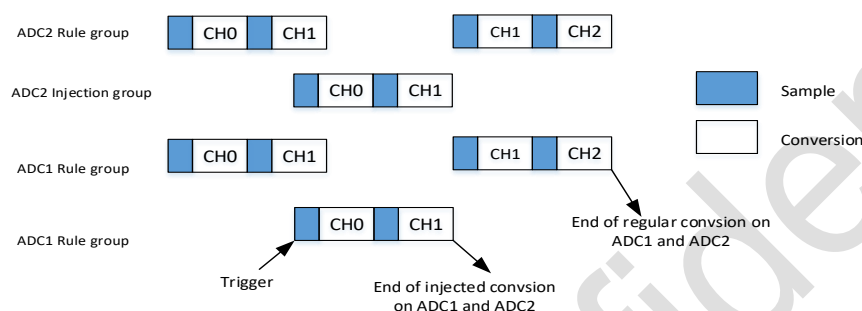 ADC2 Rule group
CH0 CH1 CH1 CH2
ADC2 Injection group
CH0 CH1
Sample
Conversion
ADC1 Rule group
CH0 CH1 CH1 CH2
ADC1 Rule group
CH0 CH1
End of regular convsion on
ADC1 and ADC2
Trigger
End of injected convsion
on ADC1 and ADC2